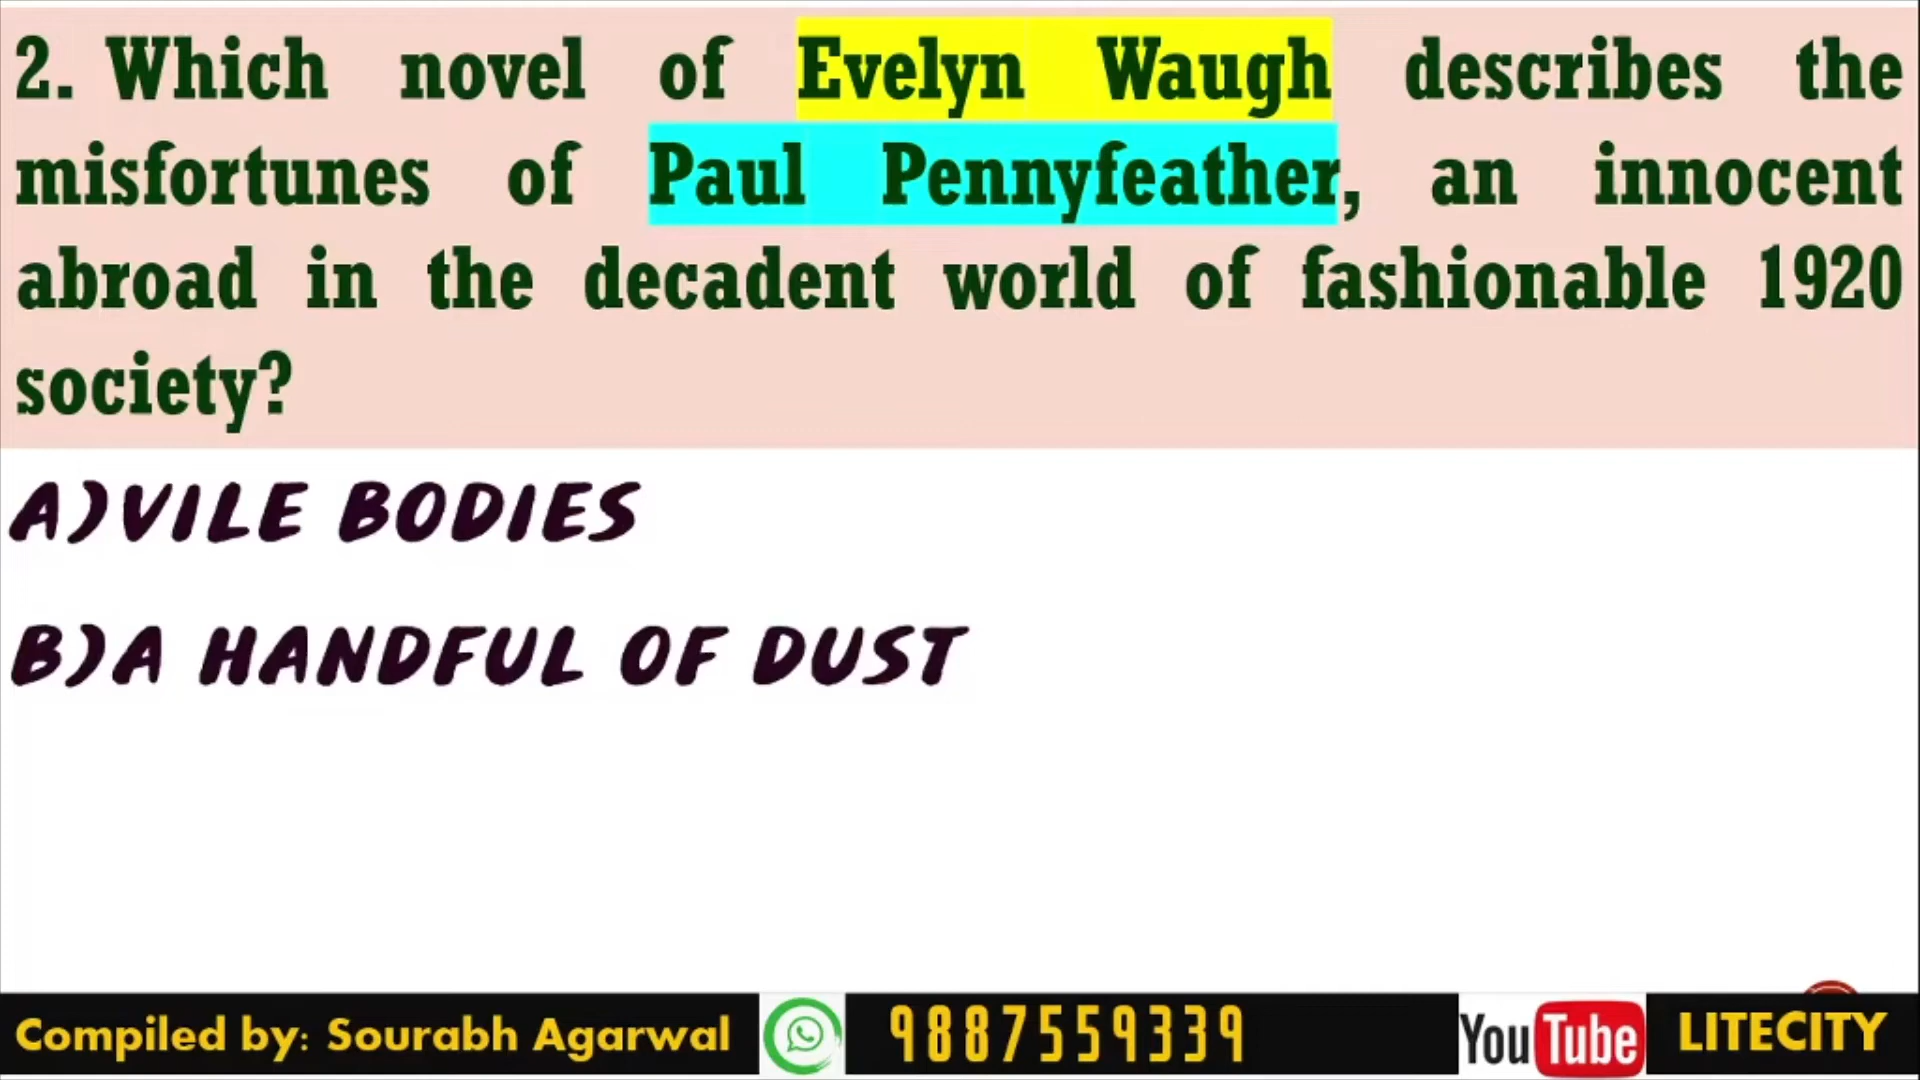 2. Which novel of Evelyn Waugh describes the
misfortunes of Paul Pennyfeather, an innocent
abroad in the decadent world of fashionable 1920
society?
A)VILE BODIES
B)A HANDFUL OF DUST
Compiled by: Sourabh Agarwal 9887559339 YouTube LITECITY